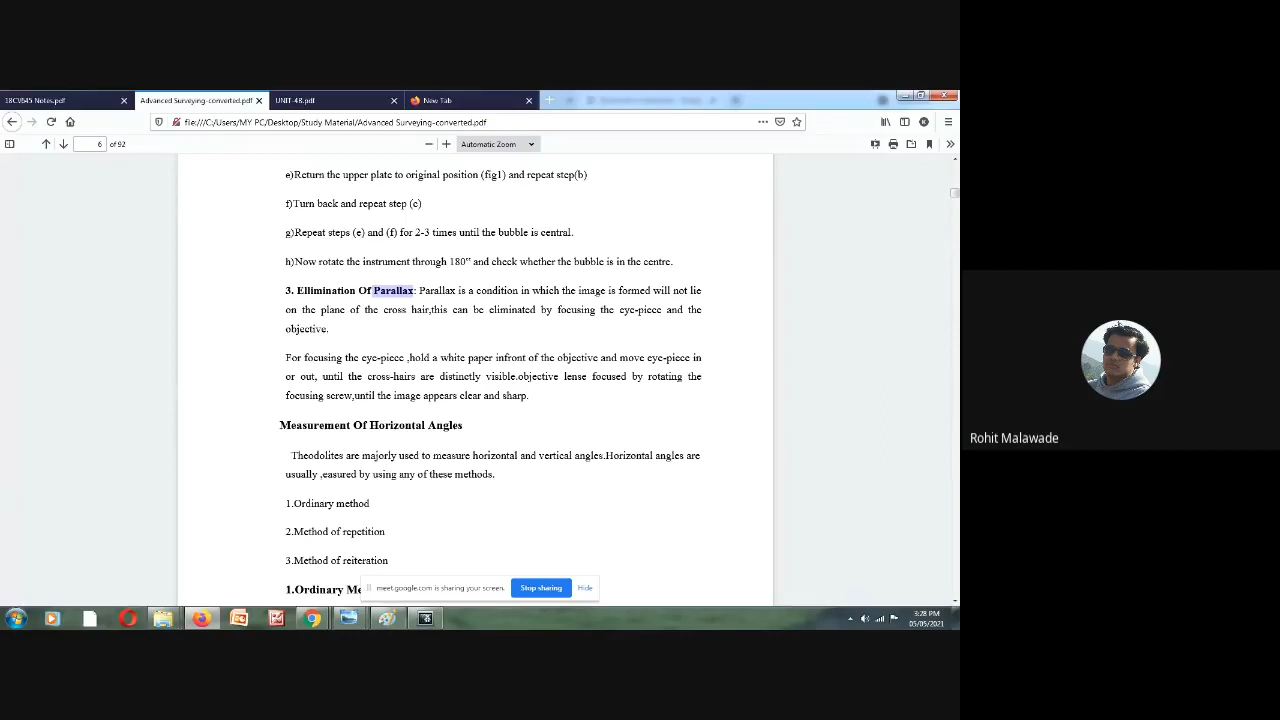 18CV645 Notes.pdf
Advanced Surveying-converted.pdf
UNIT-4B.pdf
New Tab
file:///C:/Users/MY PC/Desktop/Study Material/Advanced Surveying-converted.pdf
6 of 92
Automatic Zoom
e)Return the upper plate to original position (fig1) and repeat step(b)
f)Turn back and repeat step (c)
g)Repeat steps (e) and (f) for 2-3 times until the bubble is central.
h)Now rotate the instrument through 180° and check whether the bubble is in the centre.
3. Ellimination Of Parallax: Parallax is a condition in which the image is formed will not lie
on the plane of the cross hair,this can be eliminated by focusing the eye-piece and the
objective.
For focusing the eye-piece ,hold a white paper infront of the objective and move eye-piece in
or out, until the cross-hairs are distinctly visible.objective lense focused by rotating the
focusing screw,until the image appears clear and sharp.
Measurement Of Horizontal Angles
Theodolites are majorly used to measure horizontal and vertical angles.Horizontal angles are
usually ,easured by using any of these methods.
1.Ordinary method
2.Method of repetition
3.Method of reiteration
1.Ordinary Me
meet.google.com is sharing your screen.
Stop sharing
Hide
3:28 PM
05/05/2021
Rohit Malawade